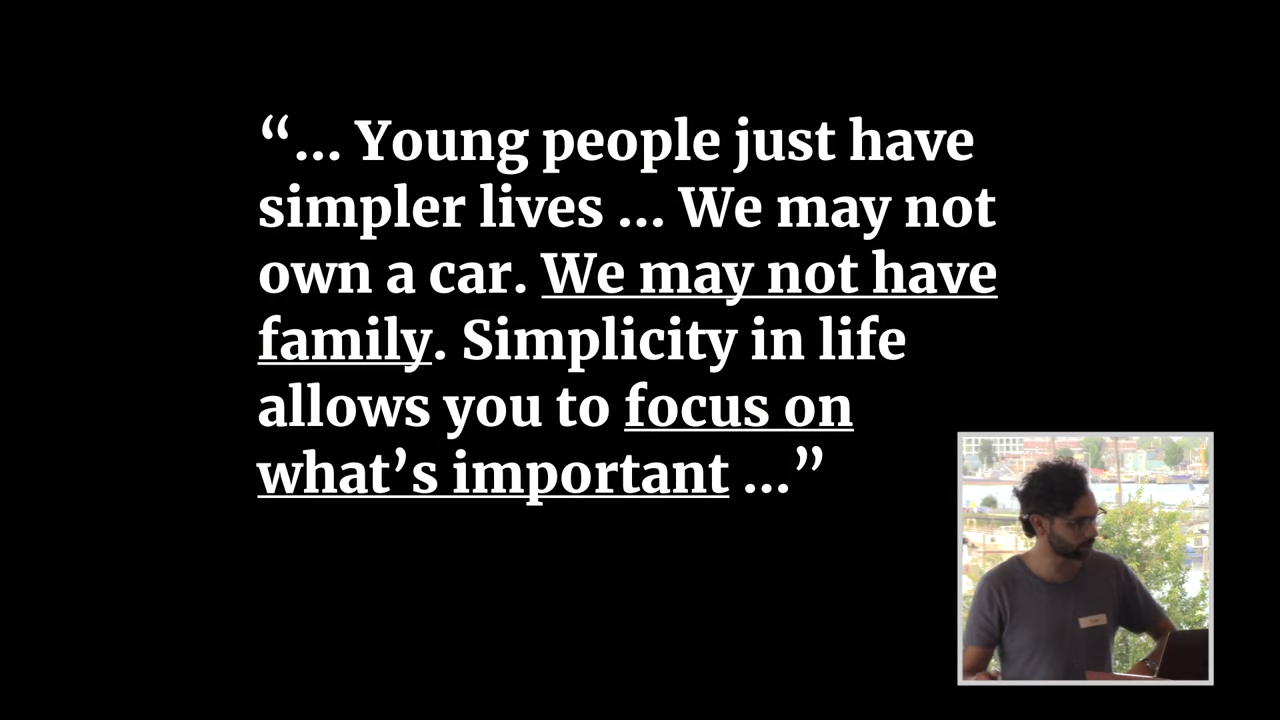 “... Young people just have
simpler lives ... We may not
own a car. We may not have
family. Simplicity in life
allows you to focus on
what’s important ...”